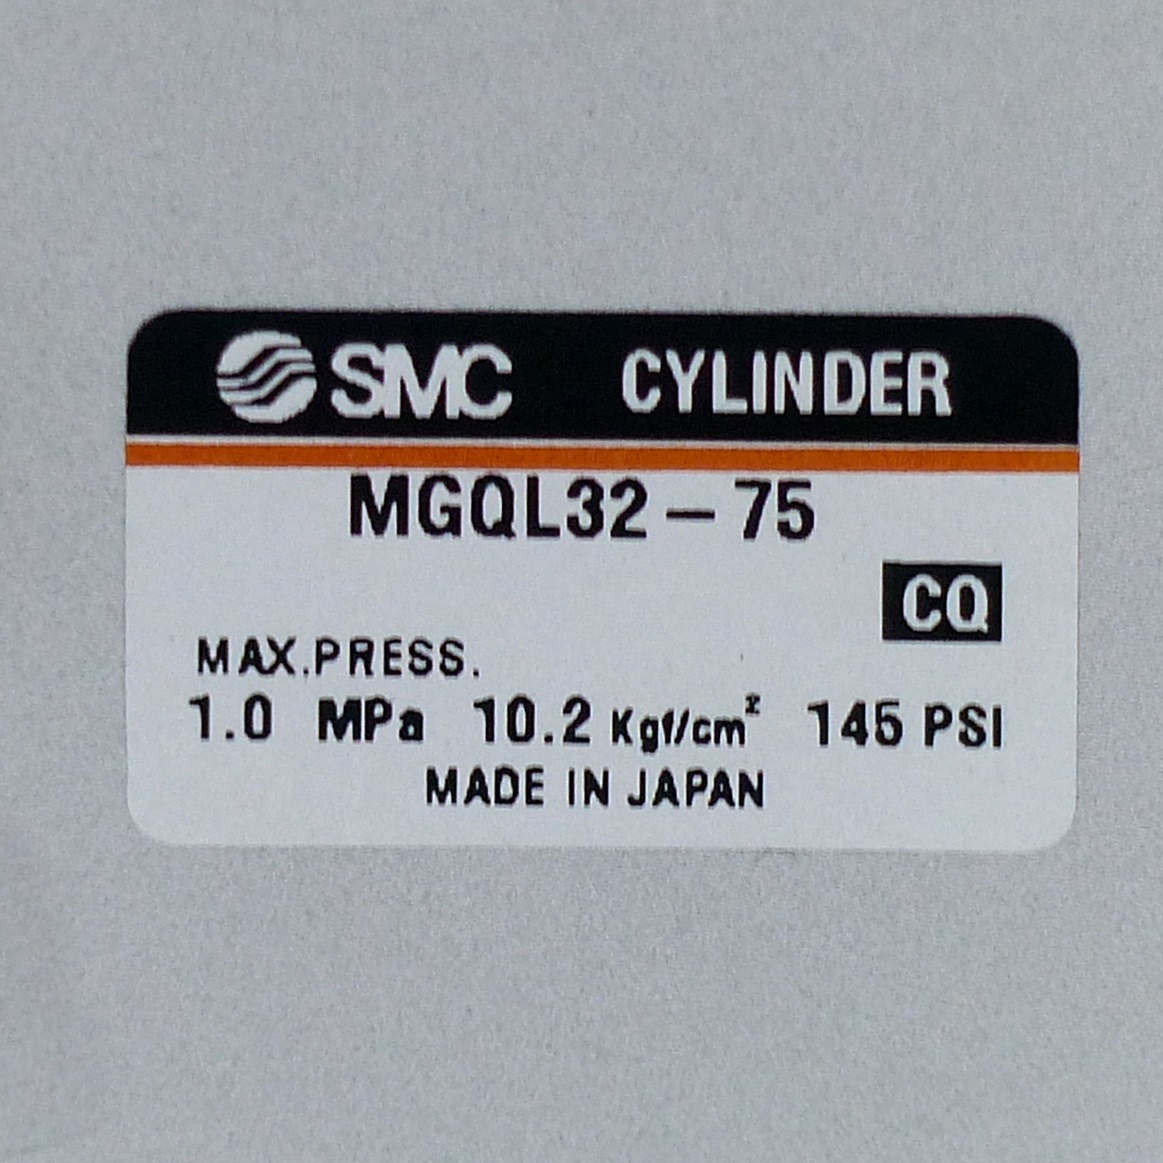 SMC CYLINDER
MGQL32-75
CQ
MAX.PRESS.
1.0 MPa 10.2 Kgf/cm² 145 PSI
MADE IN JAPAN